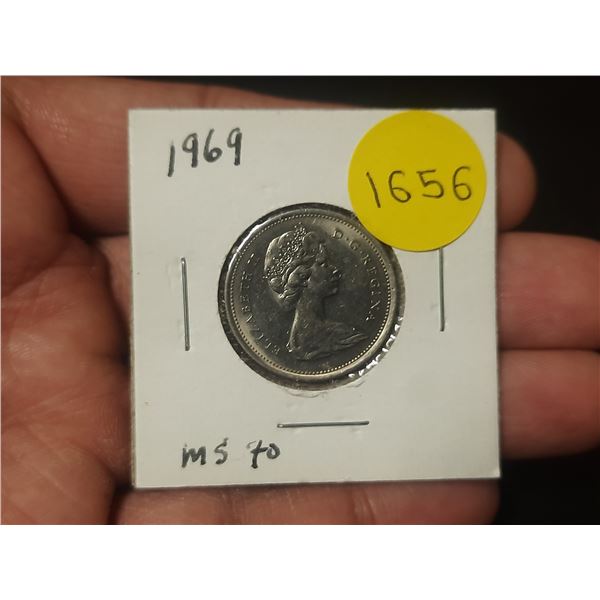 1969
1656
ELIZABETH II D·G·REGINA
MS 70